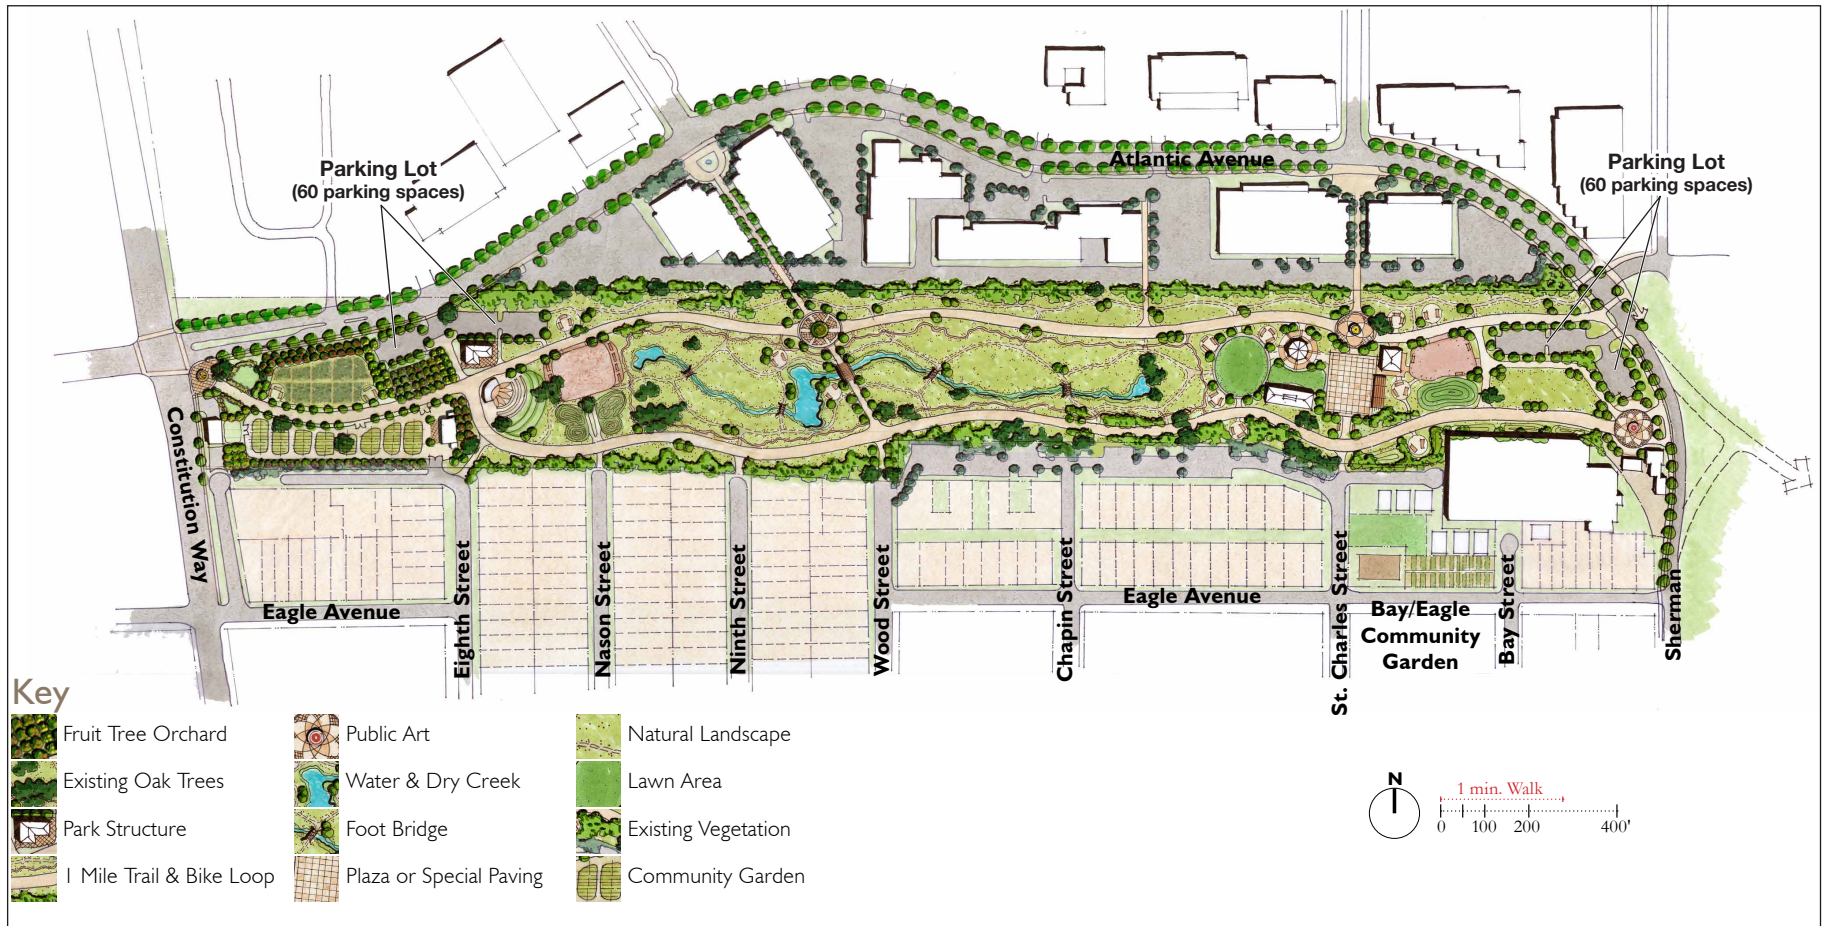 Parking Lot
(60 parking spaces)
Atlantic Avenue
Parking Lot
(60 parking spaces)
Constitution Way
Eagle Avenue
Eighth Street
Nason Street
Ninth Street
Wood Street
Chapin Street
Eagle Avenue
St. Charles Street
Bay/Eagle
Community
Garden
Bay Street
Sherman
Key
Fruit Tree Orchard
Existing Oak Trees
Park Structure
1 Mile Trail & Bike Loop
Public Art
Water & Dry Creek
Foot Bridge
Plaza or Special Paving
Natural Landscape
Lawn Area
Existing Vegetation
Community Garden
N
1 min. Walk
0 100 200 400'